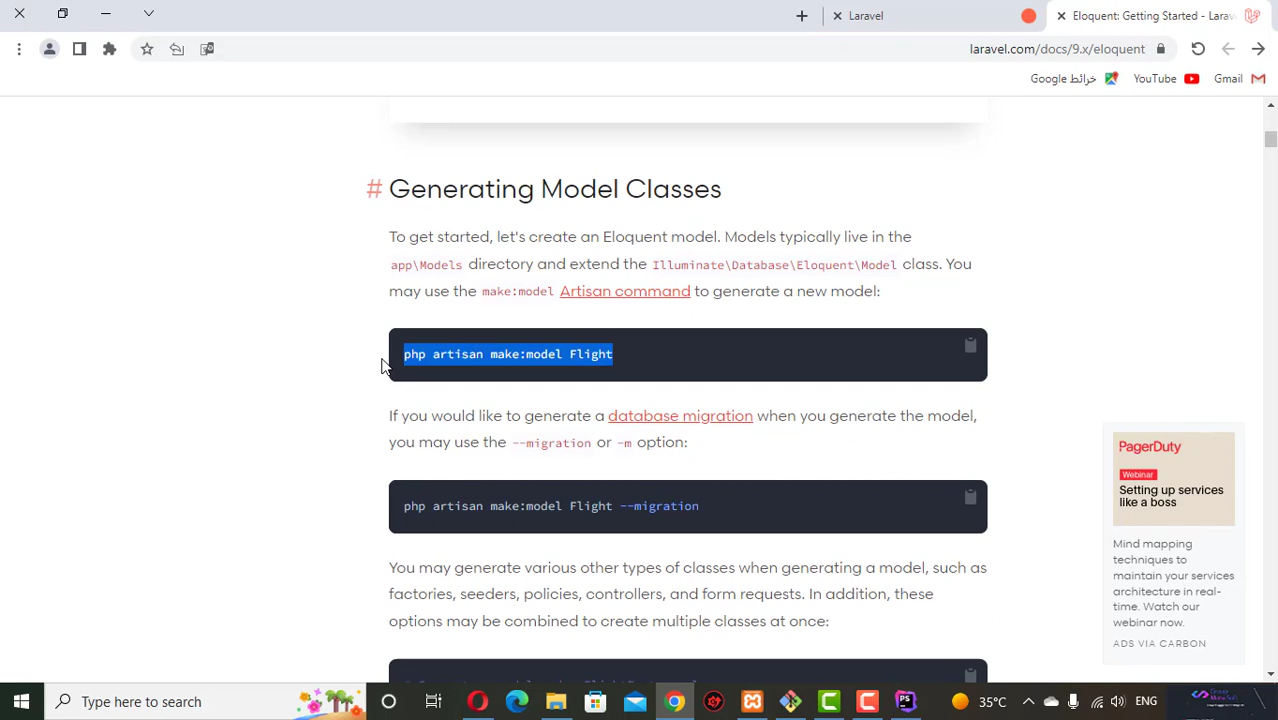 Laravel
Eloquent: Getting Started - Larav
laravel.com/docs/9.x/eloquent
خرائط Google
YouTube
Gmail
# Generating Model Classes
To get started, let's create an Eloquent model. Models typically live in the
app\Models directory and extend the Illuminate\Database\Eloquent\Model class. You
may use the make:model Artisan command to generate a new model:
php artisan make:model Flight
If you would like to generate a database migration when you generate the model,
you may use the --migration or -m option:
php artisan make:model Flight --migration
You may generate various other types of classes when generating a model, such as
factories, seeders, policies, controllers, and form requests. In addition, these
options may be combined to create multiple classes at once:
PagerDuty
Webinar
Setting up services
like a boss
Mind mapping
techniques to
maintain your services
architecture in real-
time. Watch our
webinar now.
ADS VIA CARBON
Type here to search
35°C
ENG